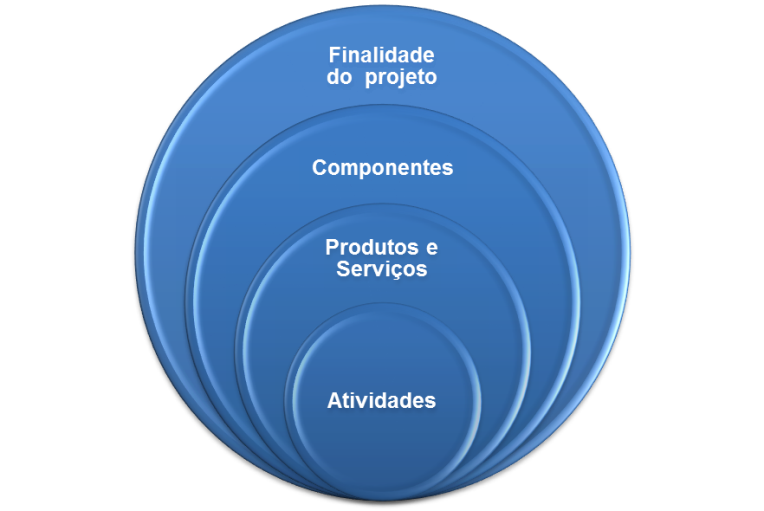 Finalidade
do projeto
Componentes
Produtos e
Serviços
Atividades